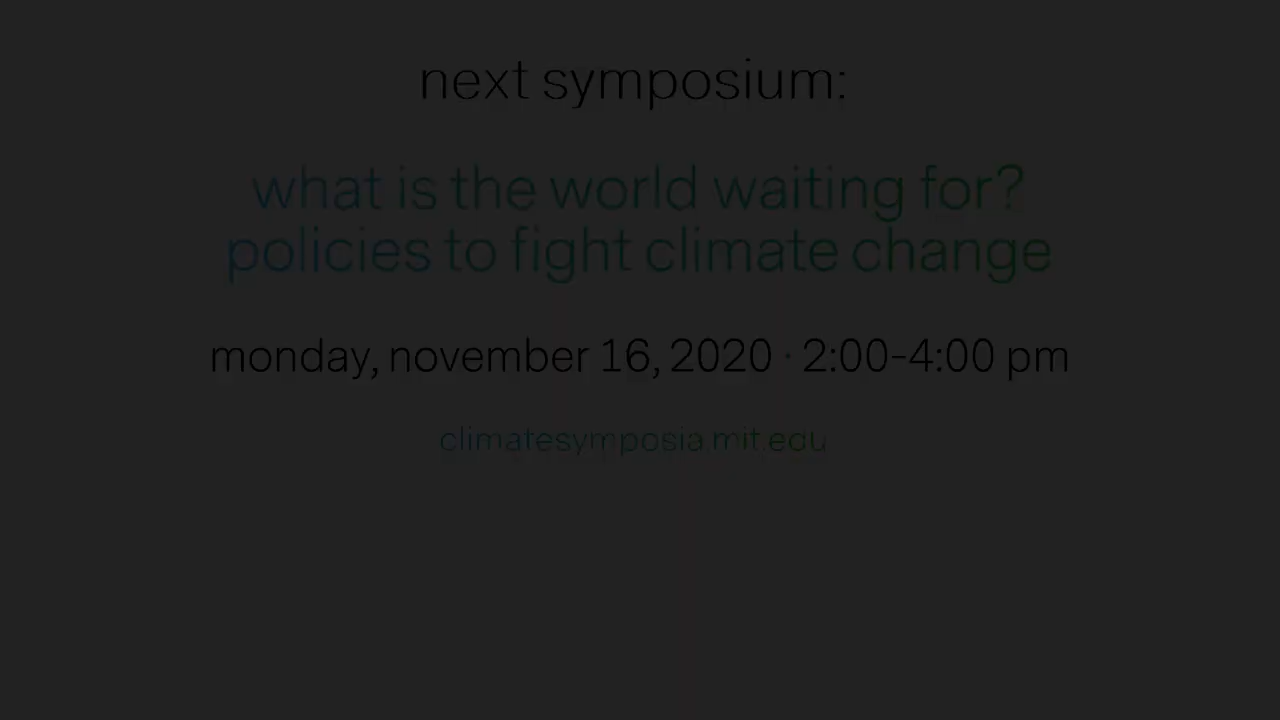 next symposium:
what is the world waiting for?
policies to fight climate change
monday, november 16, 2020 · 2:00-4:00 pm
climatesymposia.mit.edu